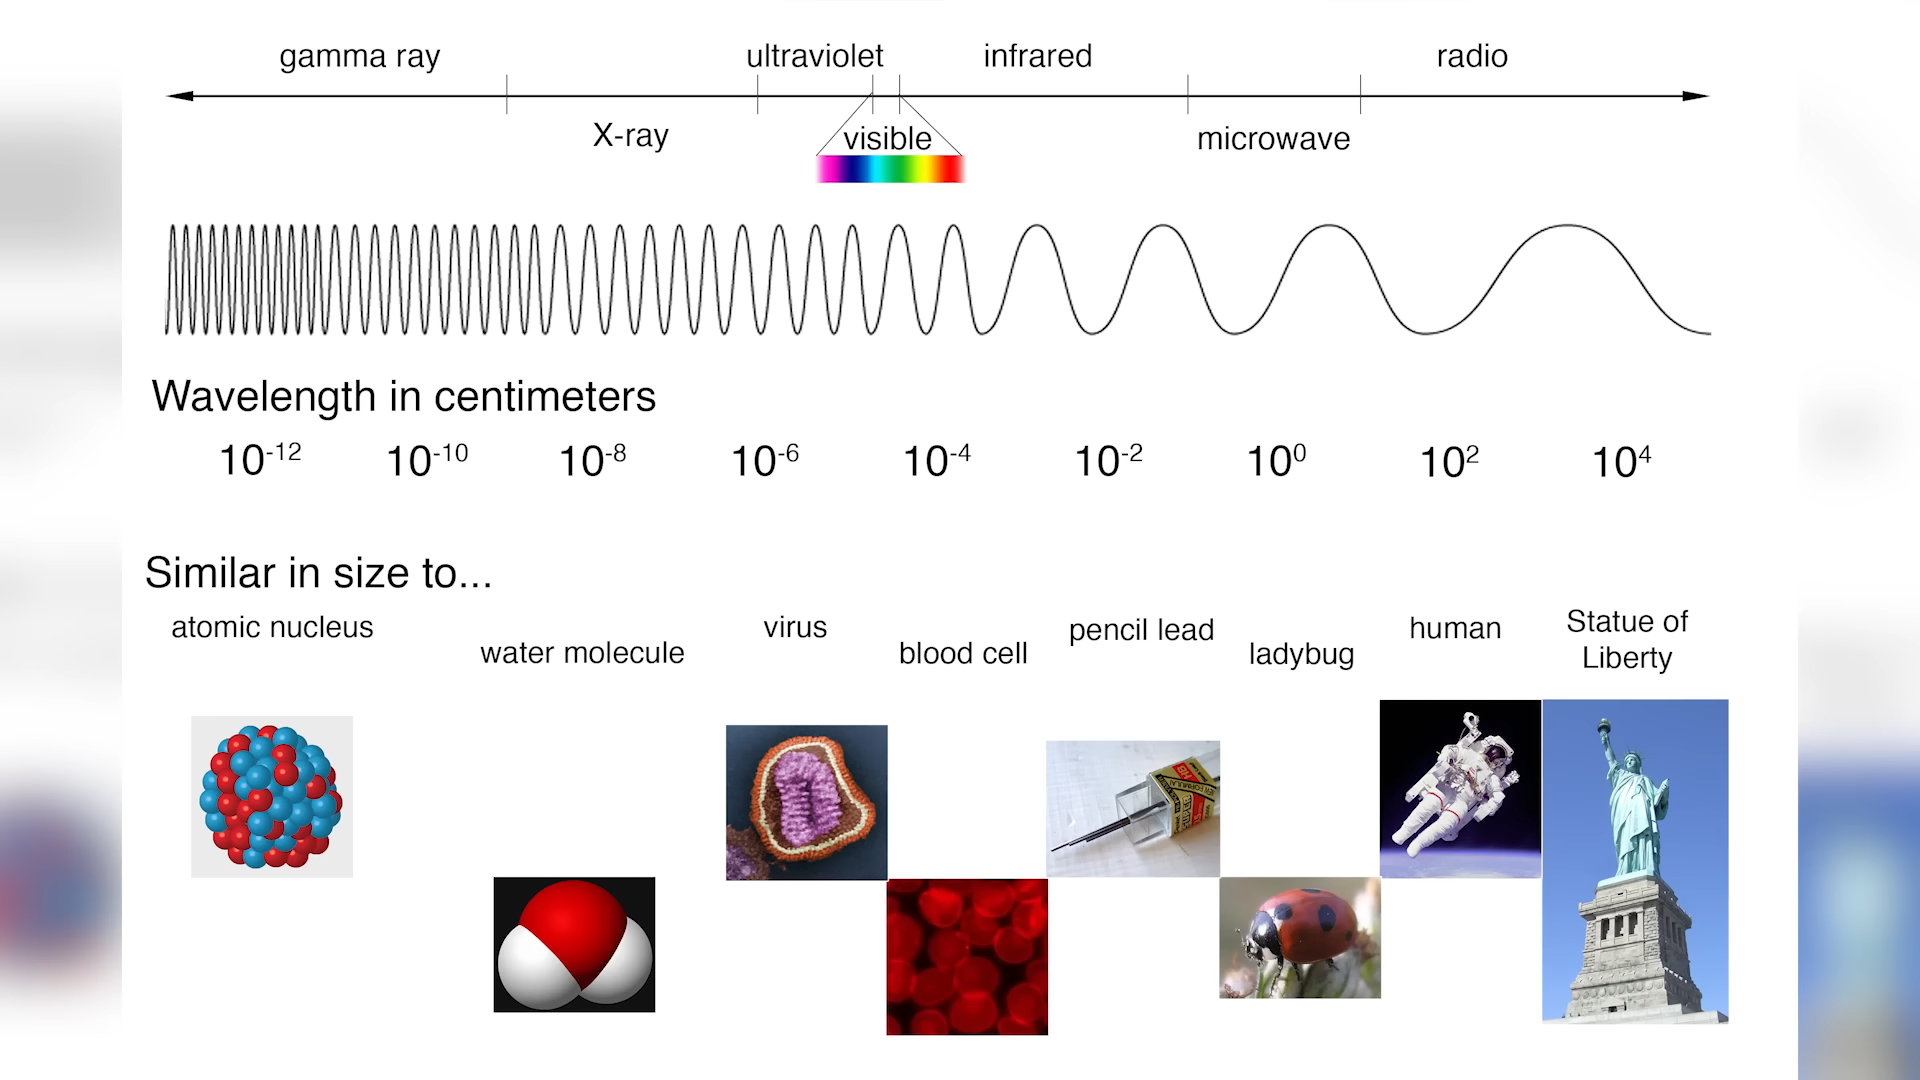 gamma ray
ultraviolet
infrared
radio
X-ray
visible
microwave
Wavelength in centimeters
10⁻¹² 10⁻¹⁰ 10⁻⁸ 10⁻⁶ 10⁻⁴ 10⁻² 10⁰ 10² 10⁴
Similar in size to...
atomic nucleus
water molecule
virus
blood cell
pencil lead
ladybug
human
Statue of
Liberty
HB